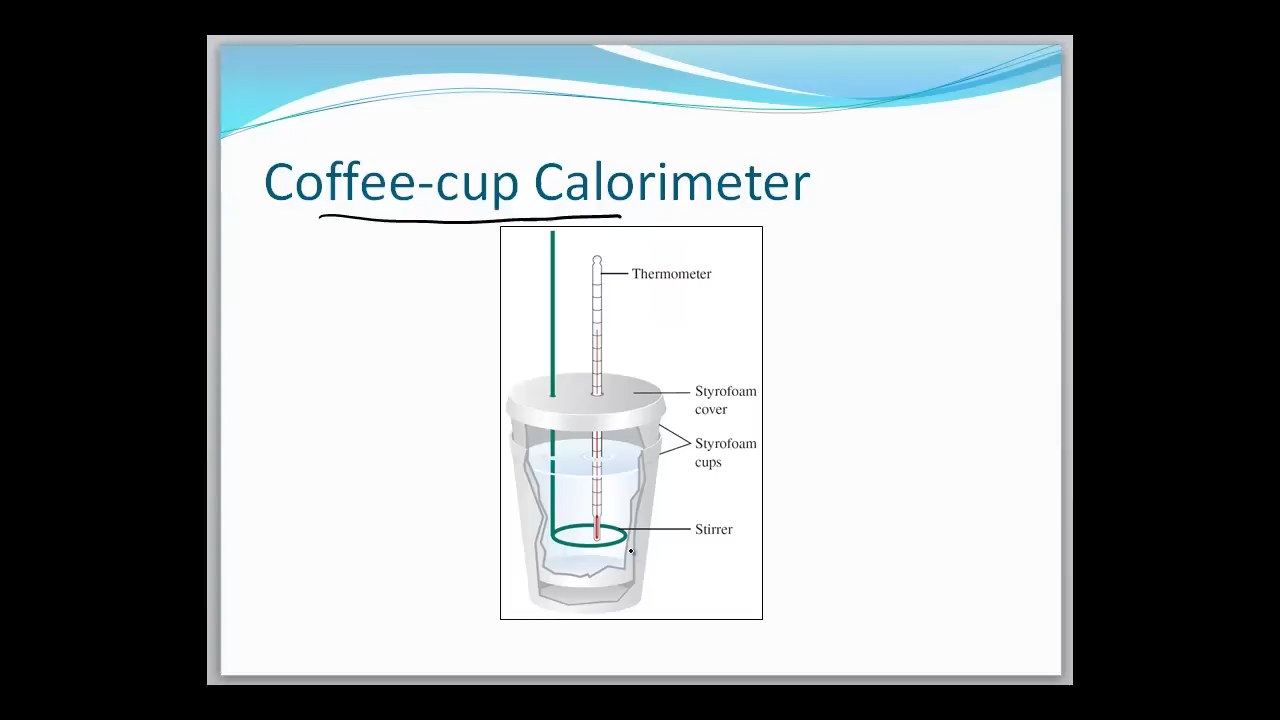 Coffee-cup Calorimeter
Thermometer
Styrofoam
cover
Styrofoam
cups
Stirrer